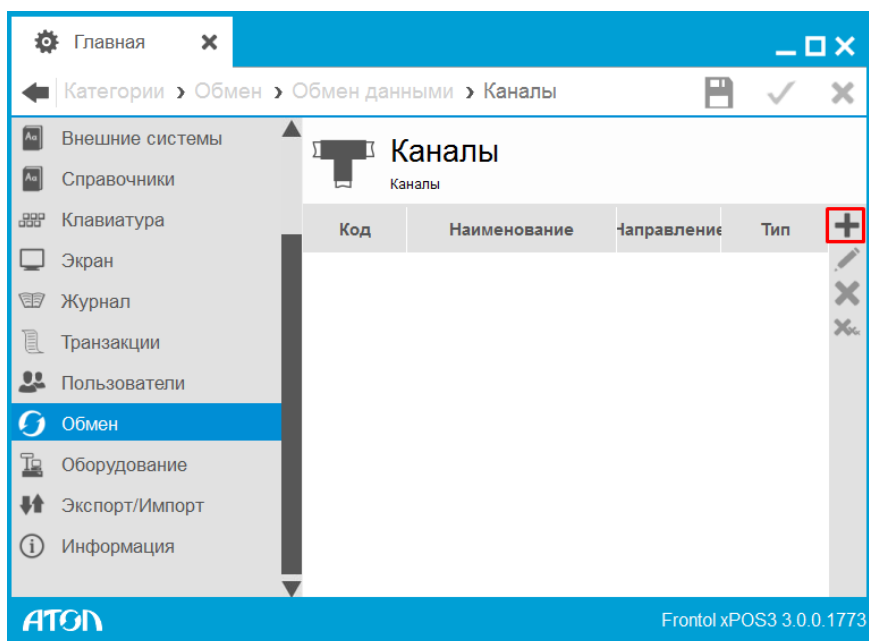 Главная
Категории › Обмен › Обмен данными › Каналы
Внешние системы
Справочники
Клавиатура
Экран
Журнал
Транзакции
Пользователи
Обмен
Оборудование
Экспорт/Импорт
Информация
Каналы
Каналы
Код Наименование Направление Тип
ATOL Frontol xPOS3 3.0.0.1773